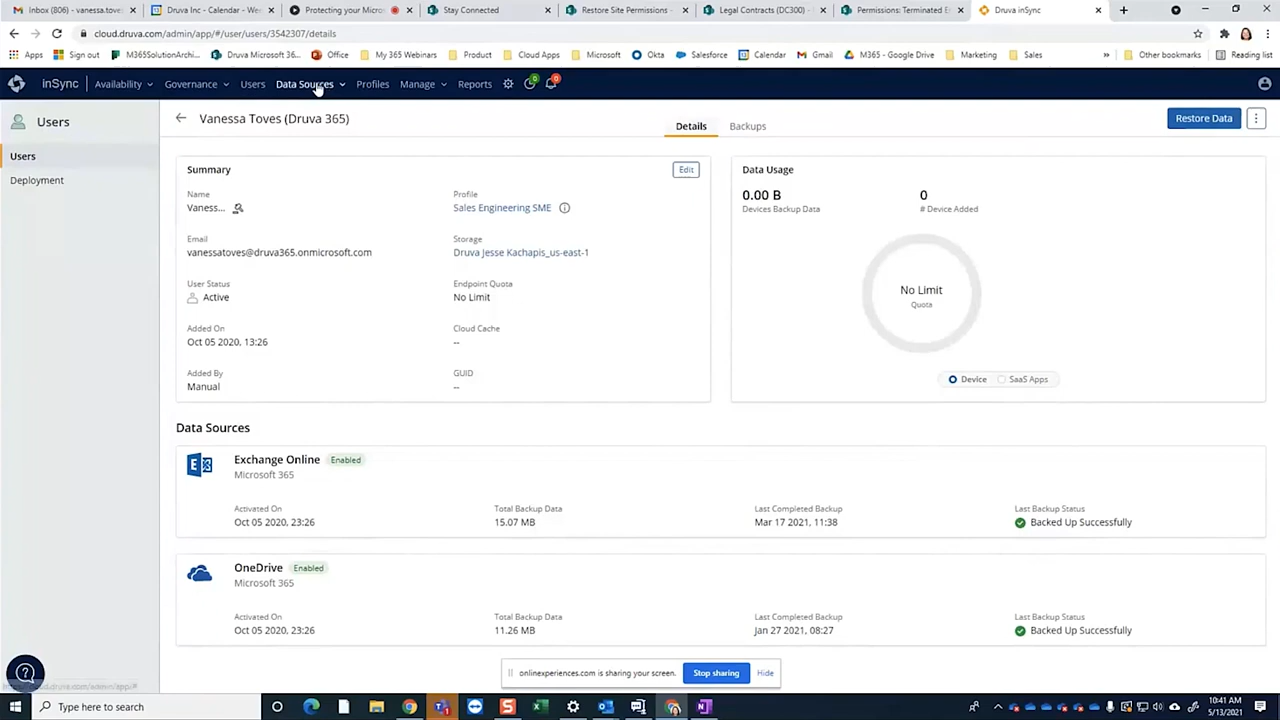 Inbox (806) - vanessa.toves
Druva Inc - Calendar - Week
Protecting your Micros
Stay Connected
Restore Site Permissions -
Legal Contracts (DC300) -
Permissions: Terminated E
Druva inSync
cloud.druva.com/admin/app/#/user/users/3542307/details
Apps
Sign out
M365SolutionArchi...
Druva Microsoft 36...
Office
My 365 Webinars
Product
Cloud Apps
Microsoft
Okta
Salesforce
Calendar
Gmail
M365 - Google Drive
Marketing
Sales
»
Other bookmarks
Reading list
inSync
Availability
Governance
Users
Data Sources
Profiles
Manage
Reports
0
0
Users
Vanessa Toves (Druva 365)
Details
Backups
Restore Data
Users
Deployment
Summary
Edit
Name
Vaness...
Profile
Sales Engineering SME
Email
vanessatoves@druva365.onmicrosoft.com
Storage
Druva Jesse Kachapis_us-east-1
User Status
Active
Endpoint Quota
No Limit
Added On
Oct 05 2020, 13:26
Cloud Cache
--
Added By
Manual
GUID
--
Data Usage
0.00 B
Devices Backup Data
0
# Device Added
No Limit
Quota
Device
SaaS Apps
Data Sources
Exchange Online
Enabled
Microsoft 365
Activated On
Oct 05 2020, 23:26
Total Backup Data
15.07 MB
Last Completed Backup
Mar 17 2021, 11:38
Last Backup Status
Backed Up Successfully
OneDrive
Enabled
Microsoft 365
Activated On
Oct 05 2020, 23:26
Total Backup Data
11.26 MB
Last Completed Backup
Jan 27 2021, 08:27
Last Backup Status
Backed Up Successfully
onlinexperiences.com is sharing your screen.
Stop sharing
Hide
Type here to search
10:41 AM
5/13/2021